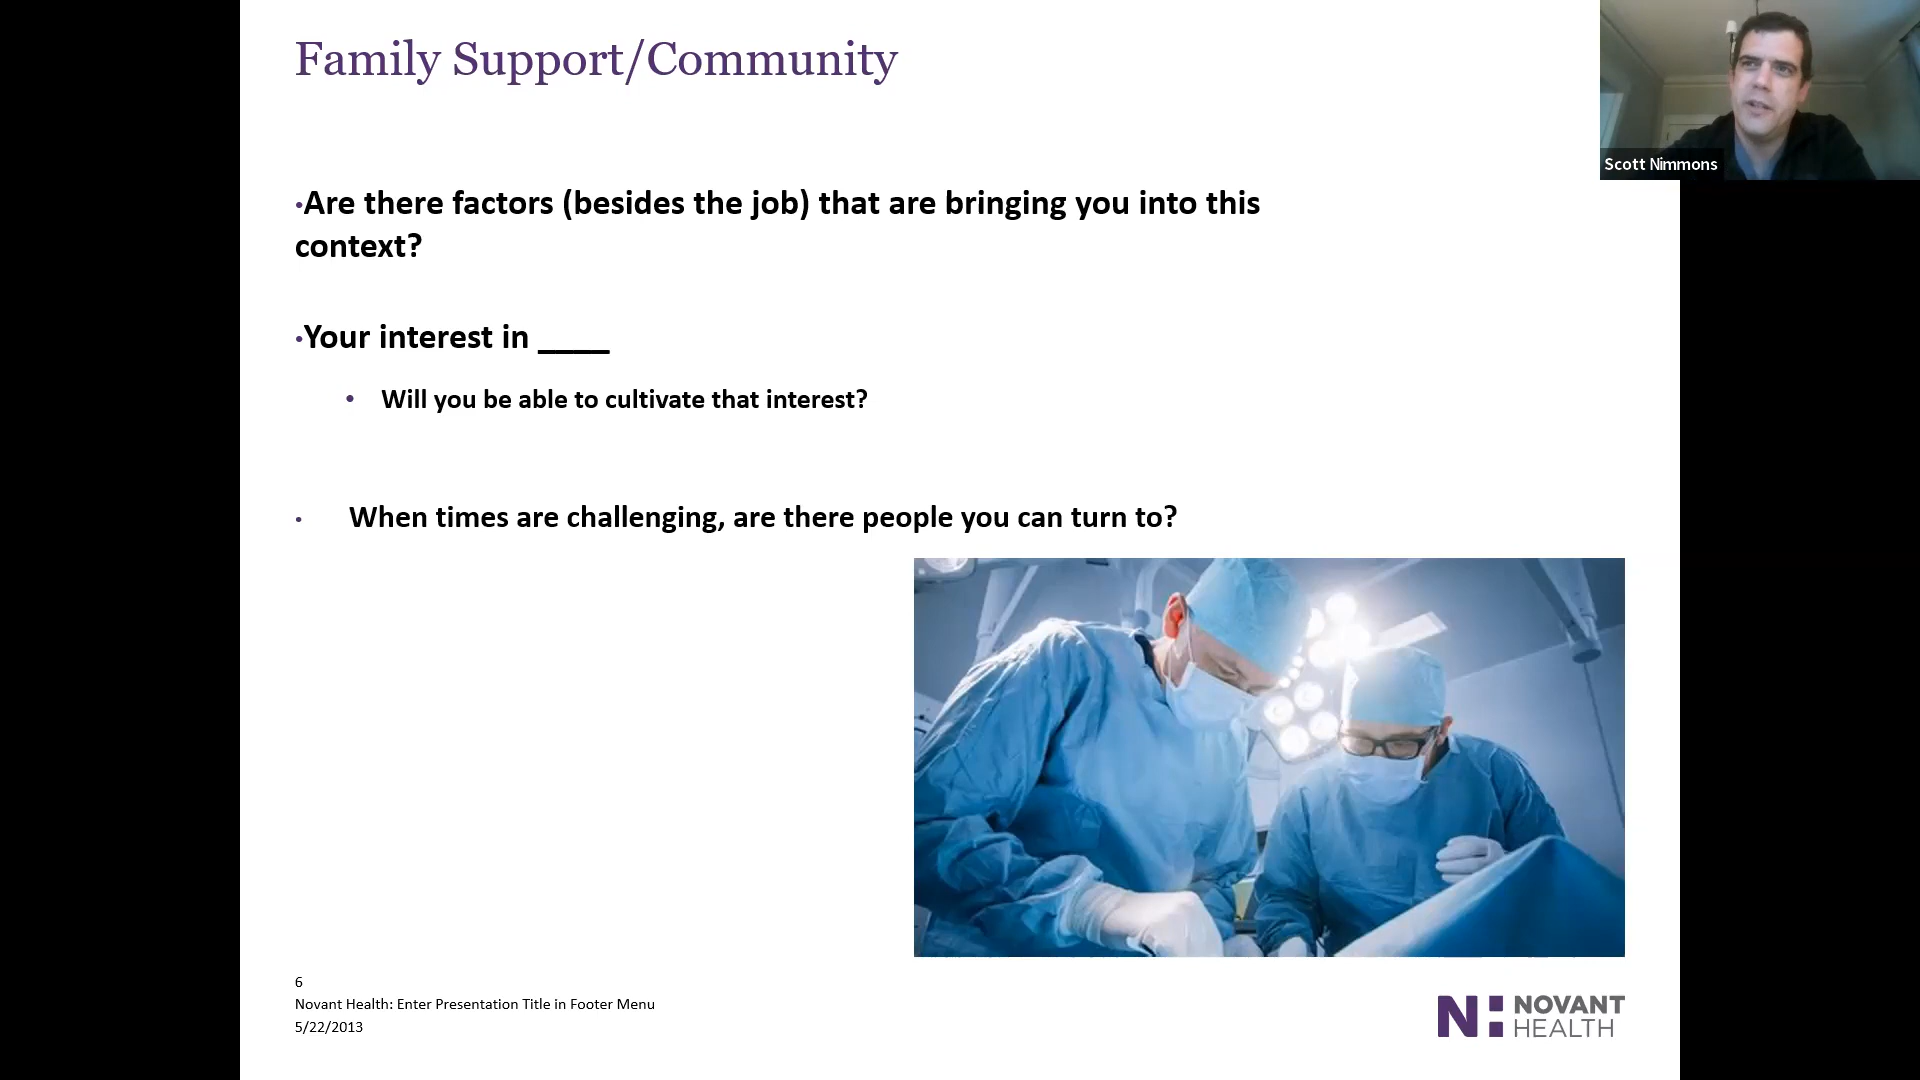 Family Support/Community
Scott Nimmons
•Are there factors (besides the job) that are bringing you into this
context?
•Your interest in ____
• Will you be able to cultivate that interest?
• When times are challenging, are there people you can turn to?
6
Novant Health: Enter Presentation Title in Footer Menu
5/22/2013
NOVANT
HEALTH